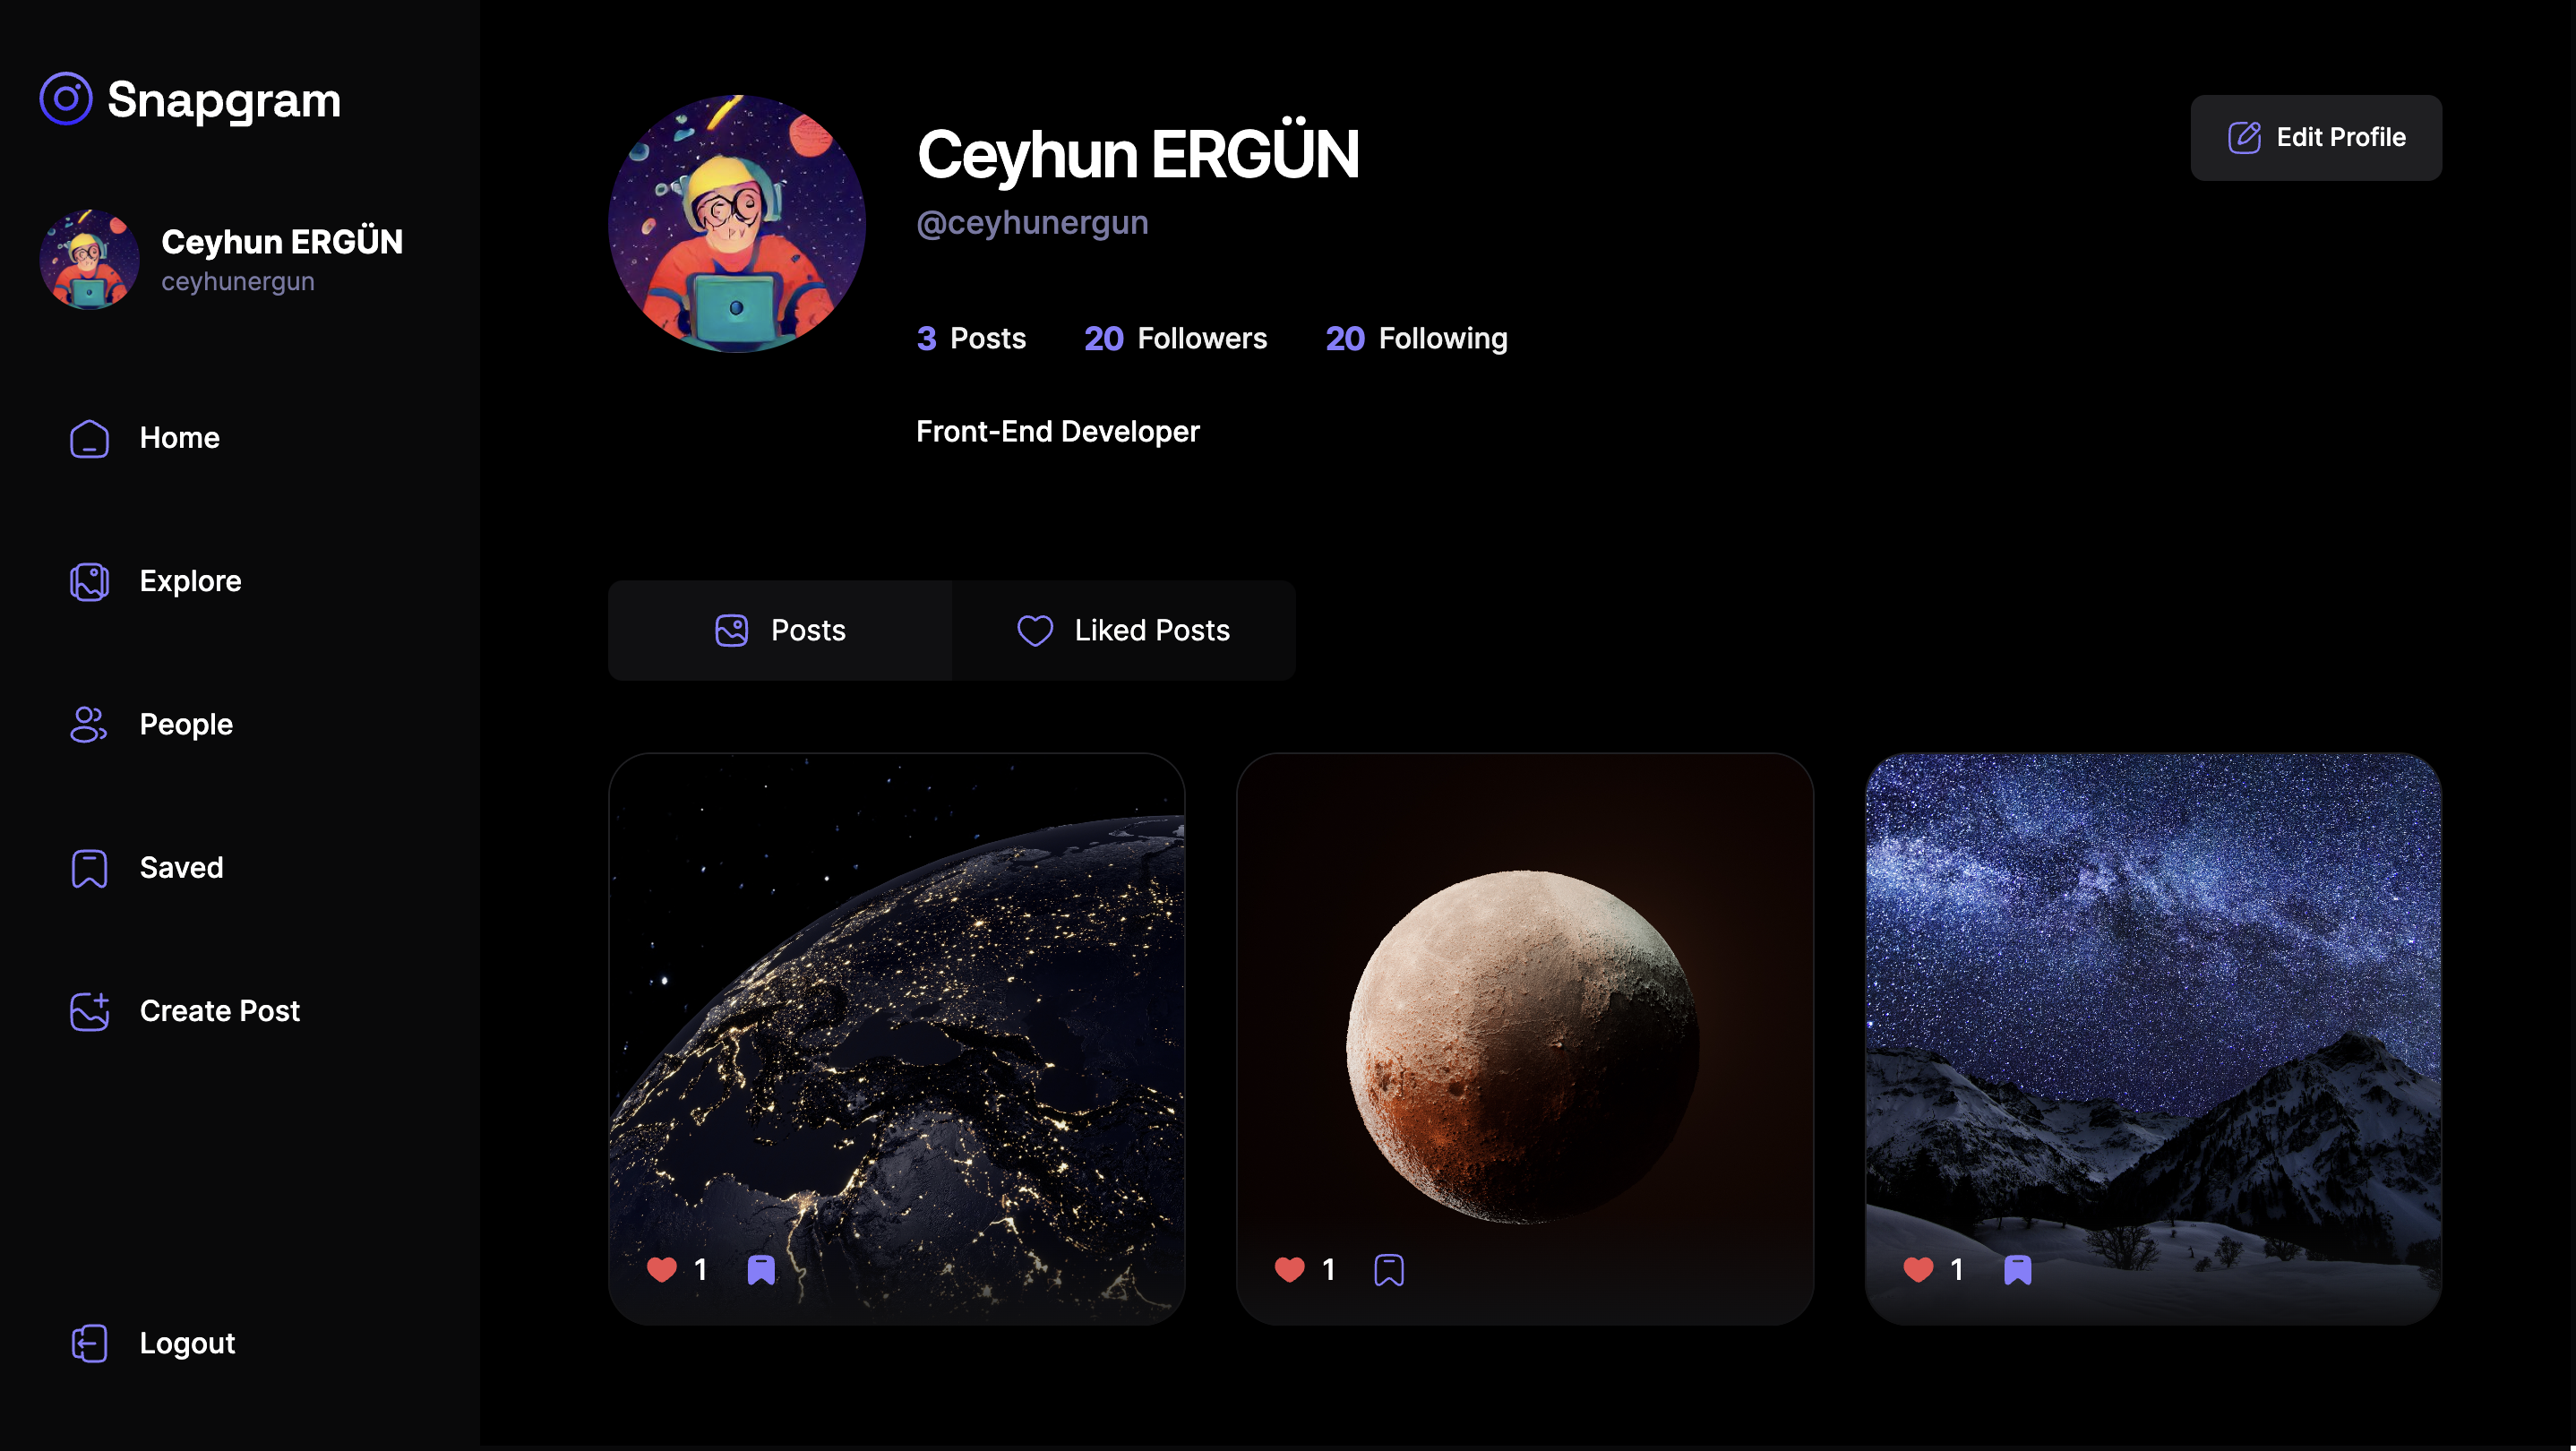 Snapgram
Ceyhun ERGÜN
ceyhunergun
Home
Explore
People
Saved
Create Post
Logout
Ceyhun ERGÜN
@ceyhunergun
Edit Profile
3 Posts 20 Followers 20 Following
Front-End Developer
Posts Liked Posts
1 1 1